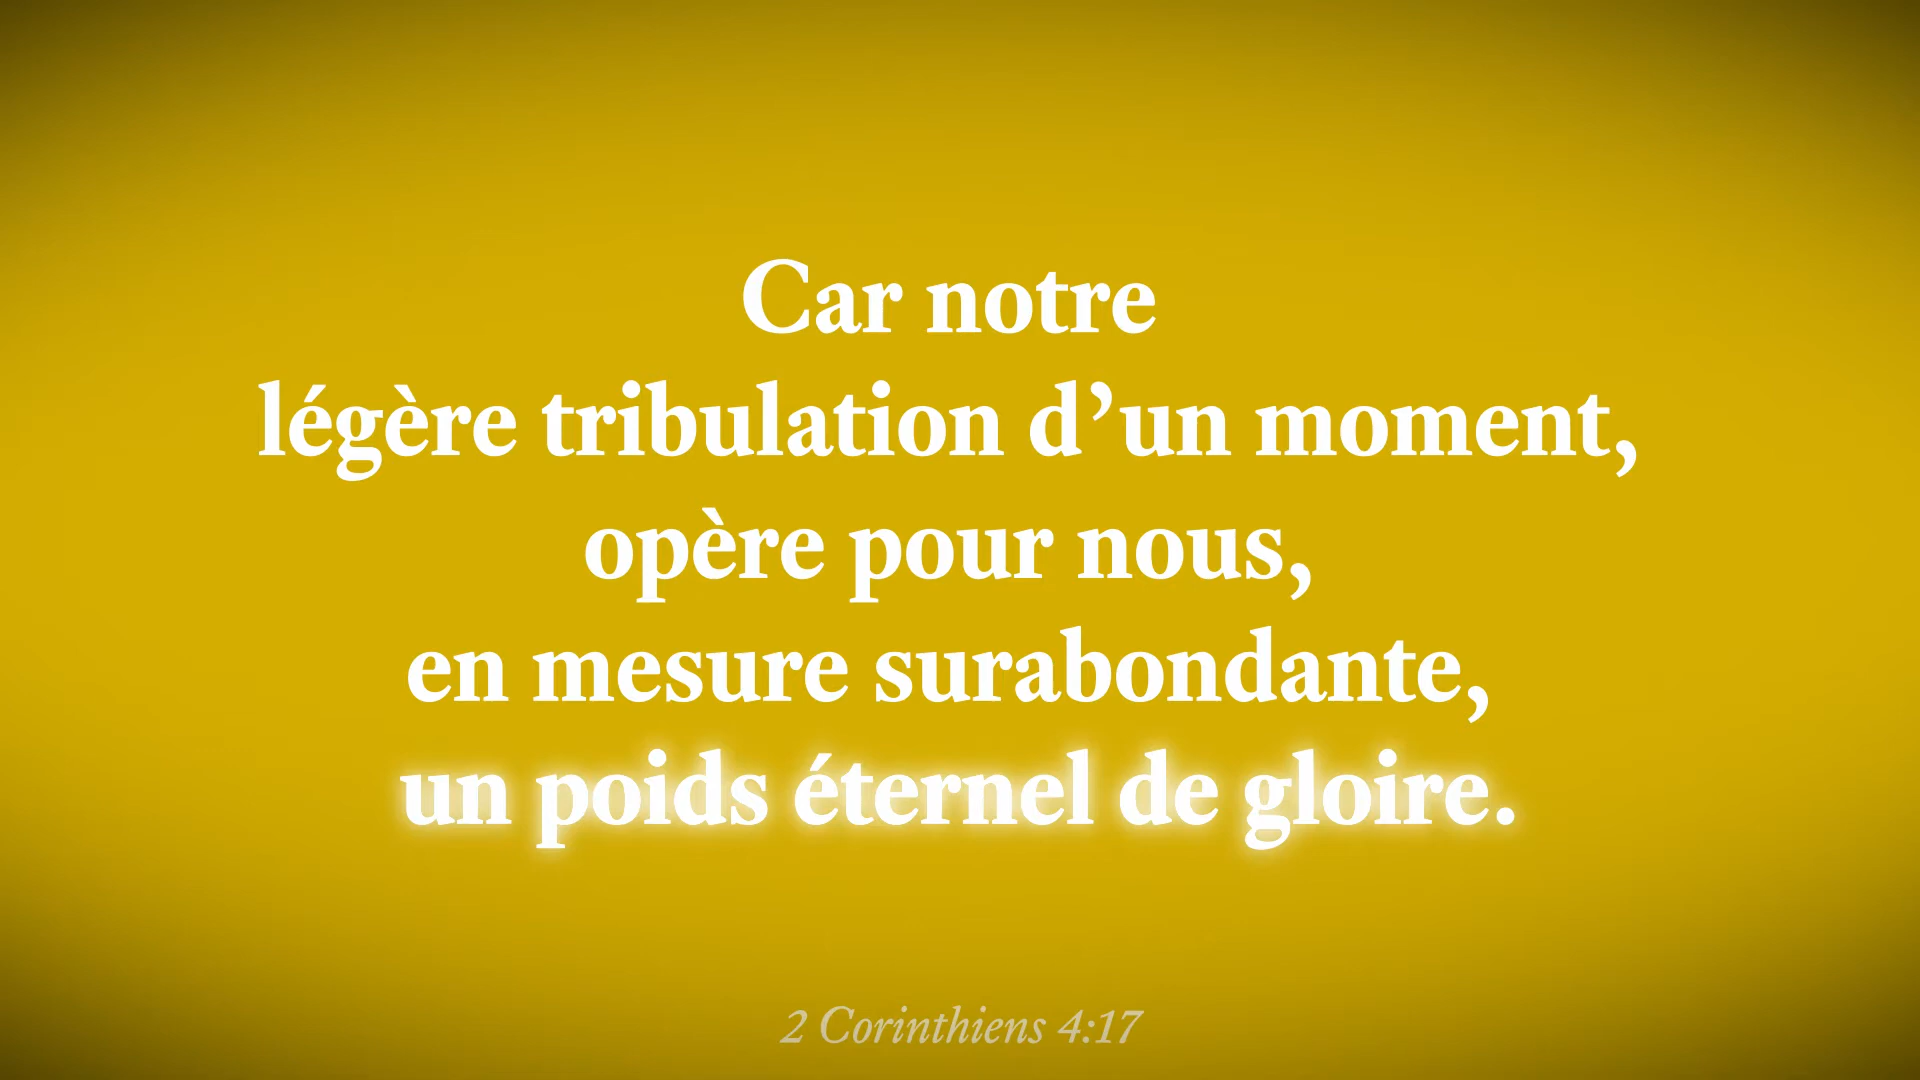 Car notre
légère tribulation d’un moment,
opère pour nous,
en mesure surabondante,
un poids éternel de gloire.
2 Corinthiens 4:17